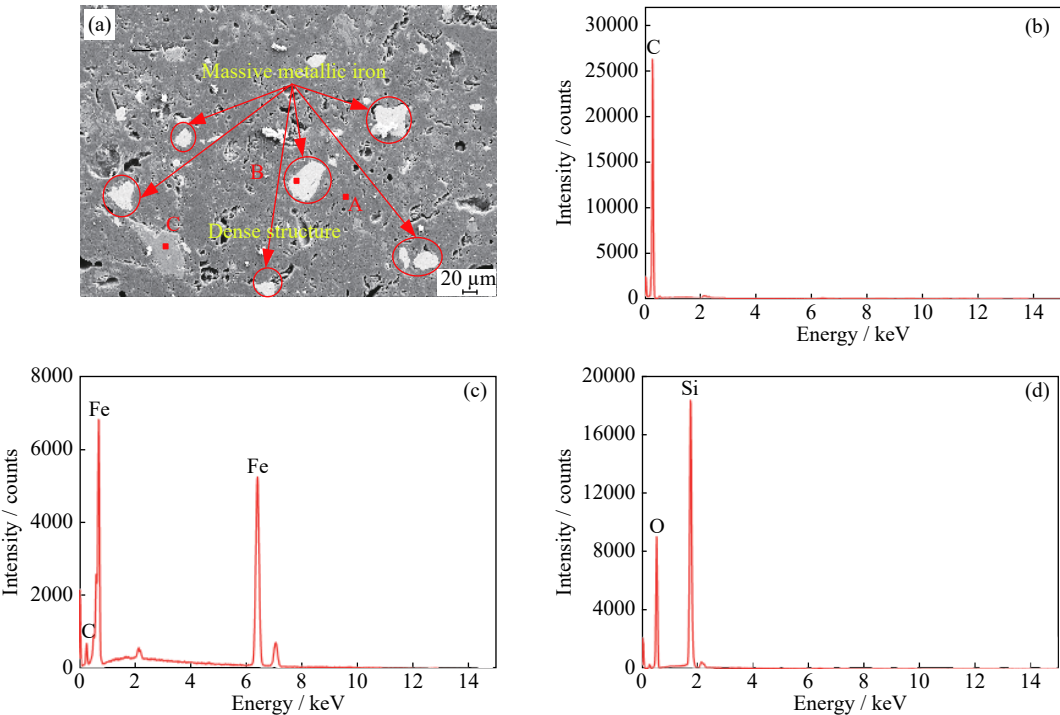 (a)
Massive metallic iron
B
A
C
Dense structure
20 µm
(b)
30000
25000
20000
15000
10000
5000
0
C
0 2 4 6 8 10 12 14
Intensity / counts
Energy / keV
(c)
8000
6000
4000
2000
0
Fe
Fe
C
0 2 4 6 8 10 12 14
Intensity / counts
Energy / keV
(d)
20000
16000
12000
8000
4000
0
Si
O
0 2 4 6 8 10 12 14
Intensity / counts
Energy / keV